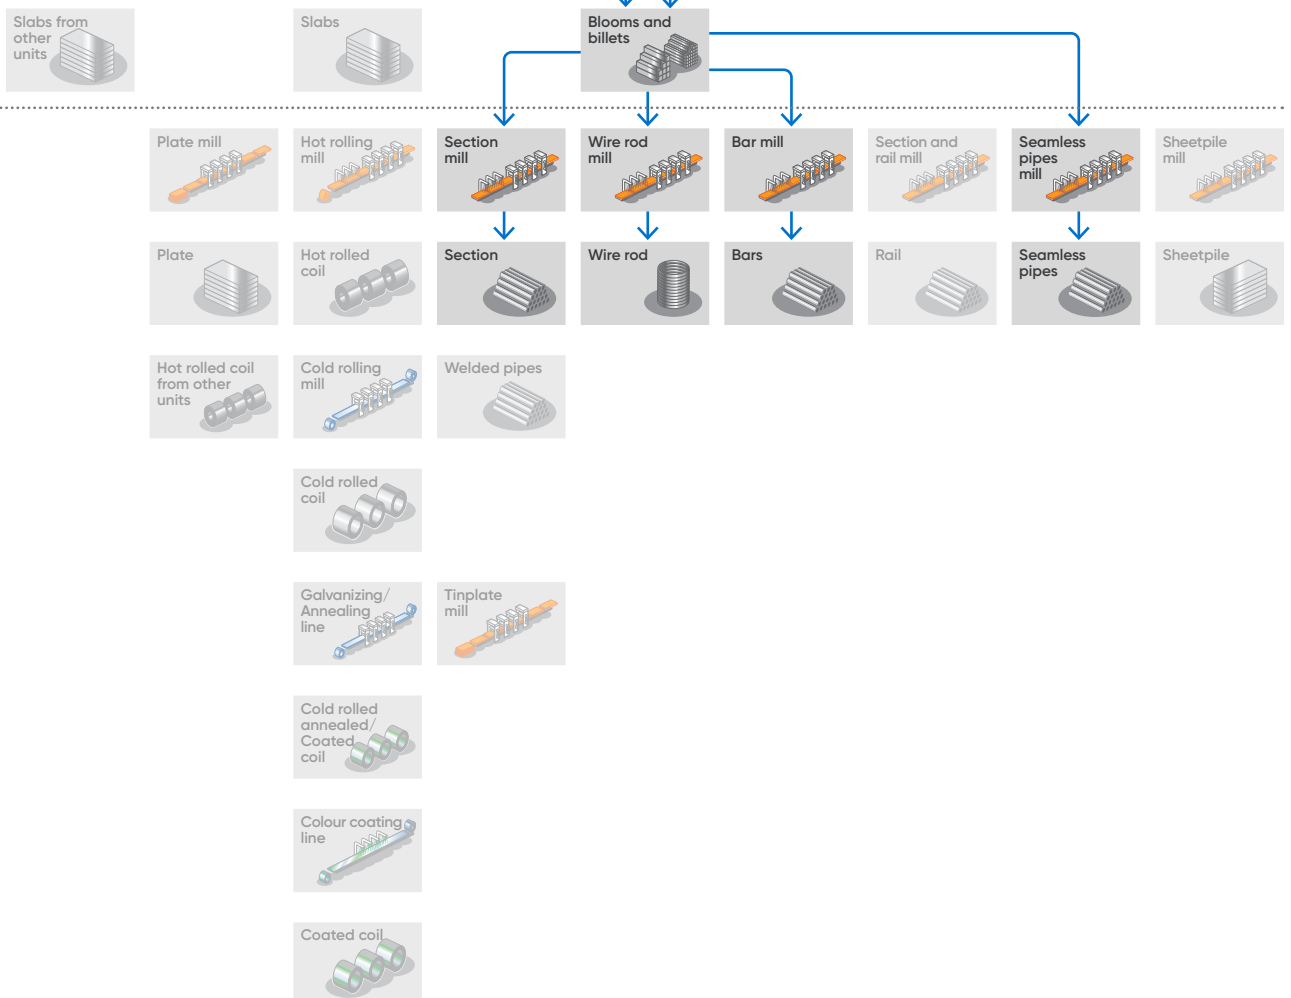 Slabs from
other
units
Slabs
Blooms and
billets
Plate mill
Hot rolling
mill
Section
mill
Wire rod
mill
Bar mill
Section and
rail mill
Seamless
pipes
mill
Sheetpile
mill
Plate
Hot rolled
coil
Section
Wire rod
Bars
Rail
Seamless
pipes
Sheetpile
Hot rolled coil
from other
units
Cold rolling
mill
Welded pipes
Cold rolled
coil
Galvanizing/
Annealing
line
Tinplate
mill
Cold rolled
annealed/
Coated
coil
Colour coating
line
Coated coil